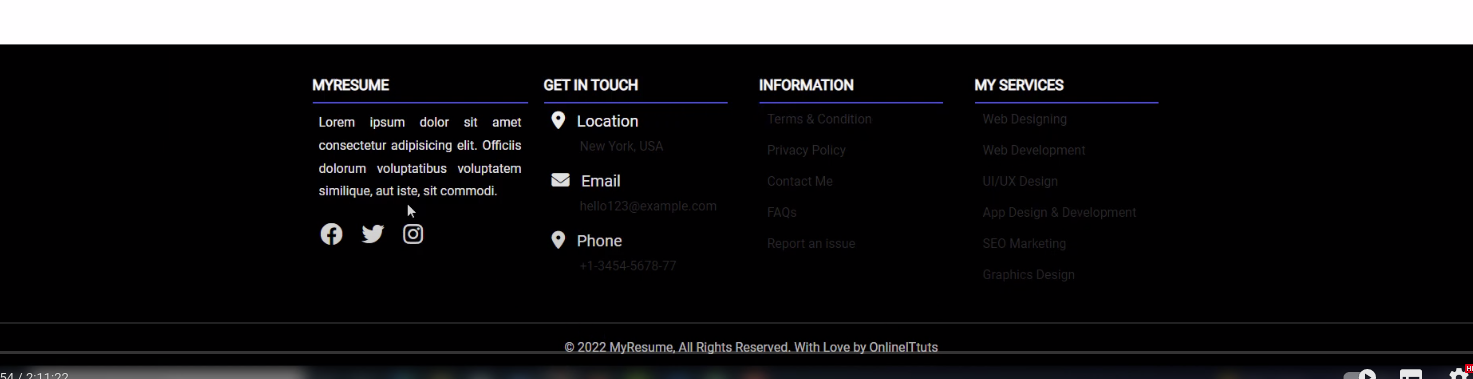 MYRESUME
Lorem ipsum dolor sit amet
consectetur adipisicing elit. Officiis
dolorum voluptatibus voluptatem
similique, aut iste, sit commodi.
GET IN TOUCH
Location
New York, USA
Email
hello123@example.com
Phone
+1-3454-5678-77
INFORMATION
Terms & Condition
Privacy Policy
Contact Me
FAQs
Report an issue
MY SERVICES
Web Designing
Web Development
UI/UX Design
App Design & Development
SEO Marketing
Graphics Design
© 2022 MyResume, All Rights Reserved. With Love by OnlineITtuts
54 / 2:11:22